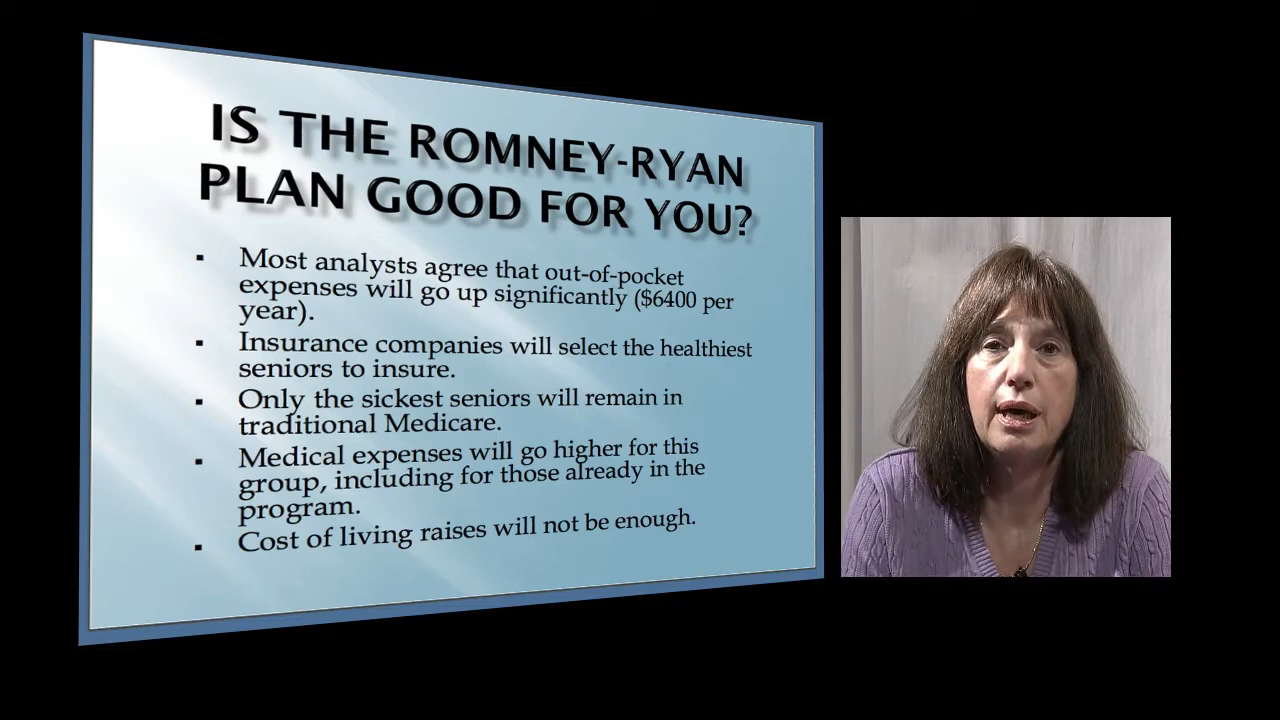 IS THE ROMNEY-RYAN
PLAN GOOD FOR YOU?
▪ Most analysts agree that out-of-pocket
expenses will go up significantly ($6400 per
year).
▪ Insurance companies will select the healthiest
seniors to insure.
▪ Only the sickest seniors will remain in
traditional Medicare.
▪ Medical expenses will go higher for this
group, including for those already in the
program.
▪ Cost of living raises will not be enough.